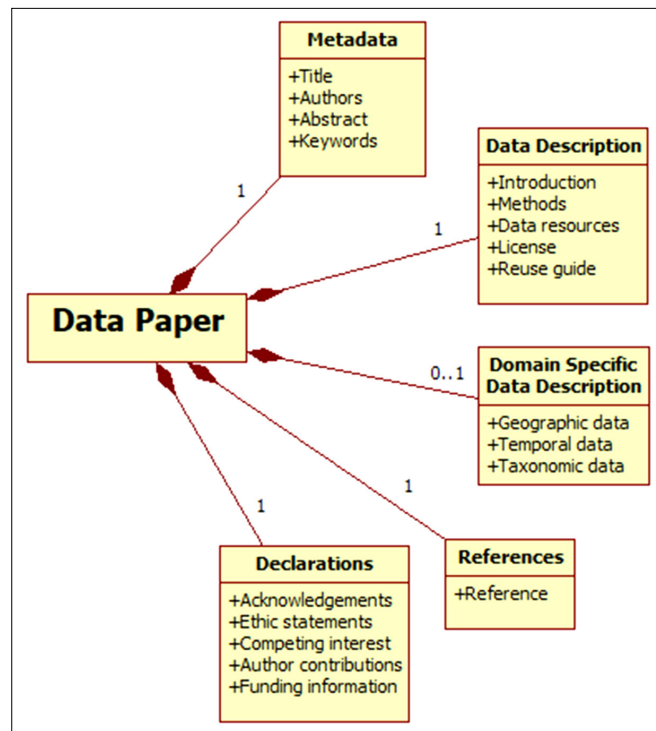 Metadata
+Title
+Authors
+Abstract
+Keywords
1
Data Description
+Introduction
+Methods
+Data resources
+License
+Reuse guide
1
Data Paper
0..1
Domain Specific
Data Description
+Geographic data
+Temporal data
+Taxonomic data
1
References
+Reference
1
Declarations
+Acknowledgements
+Ethic statements
+Competing interest
+Author contributions
+Funding information